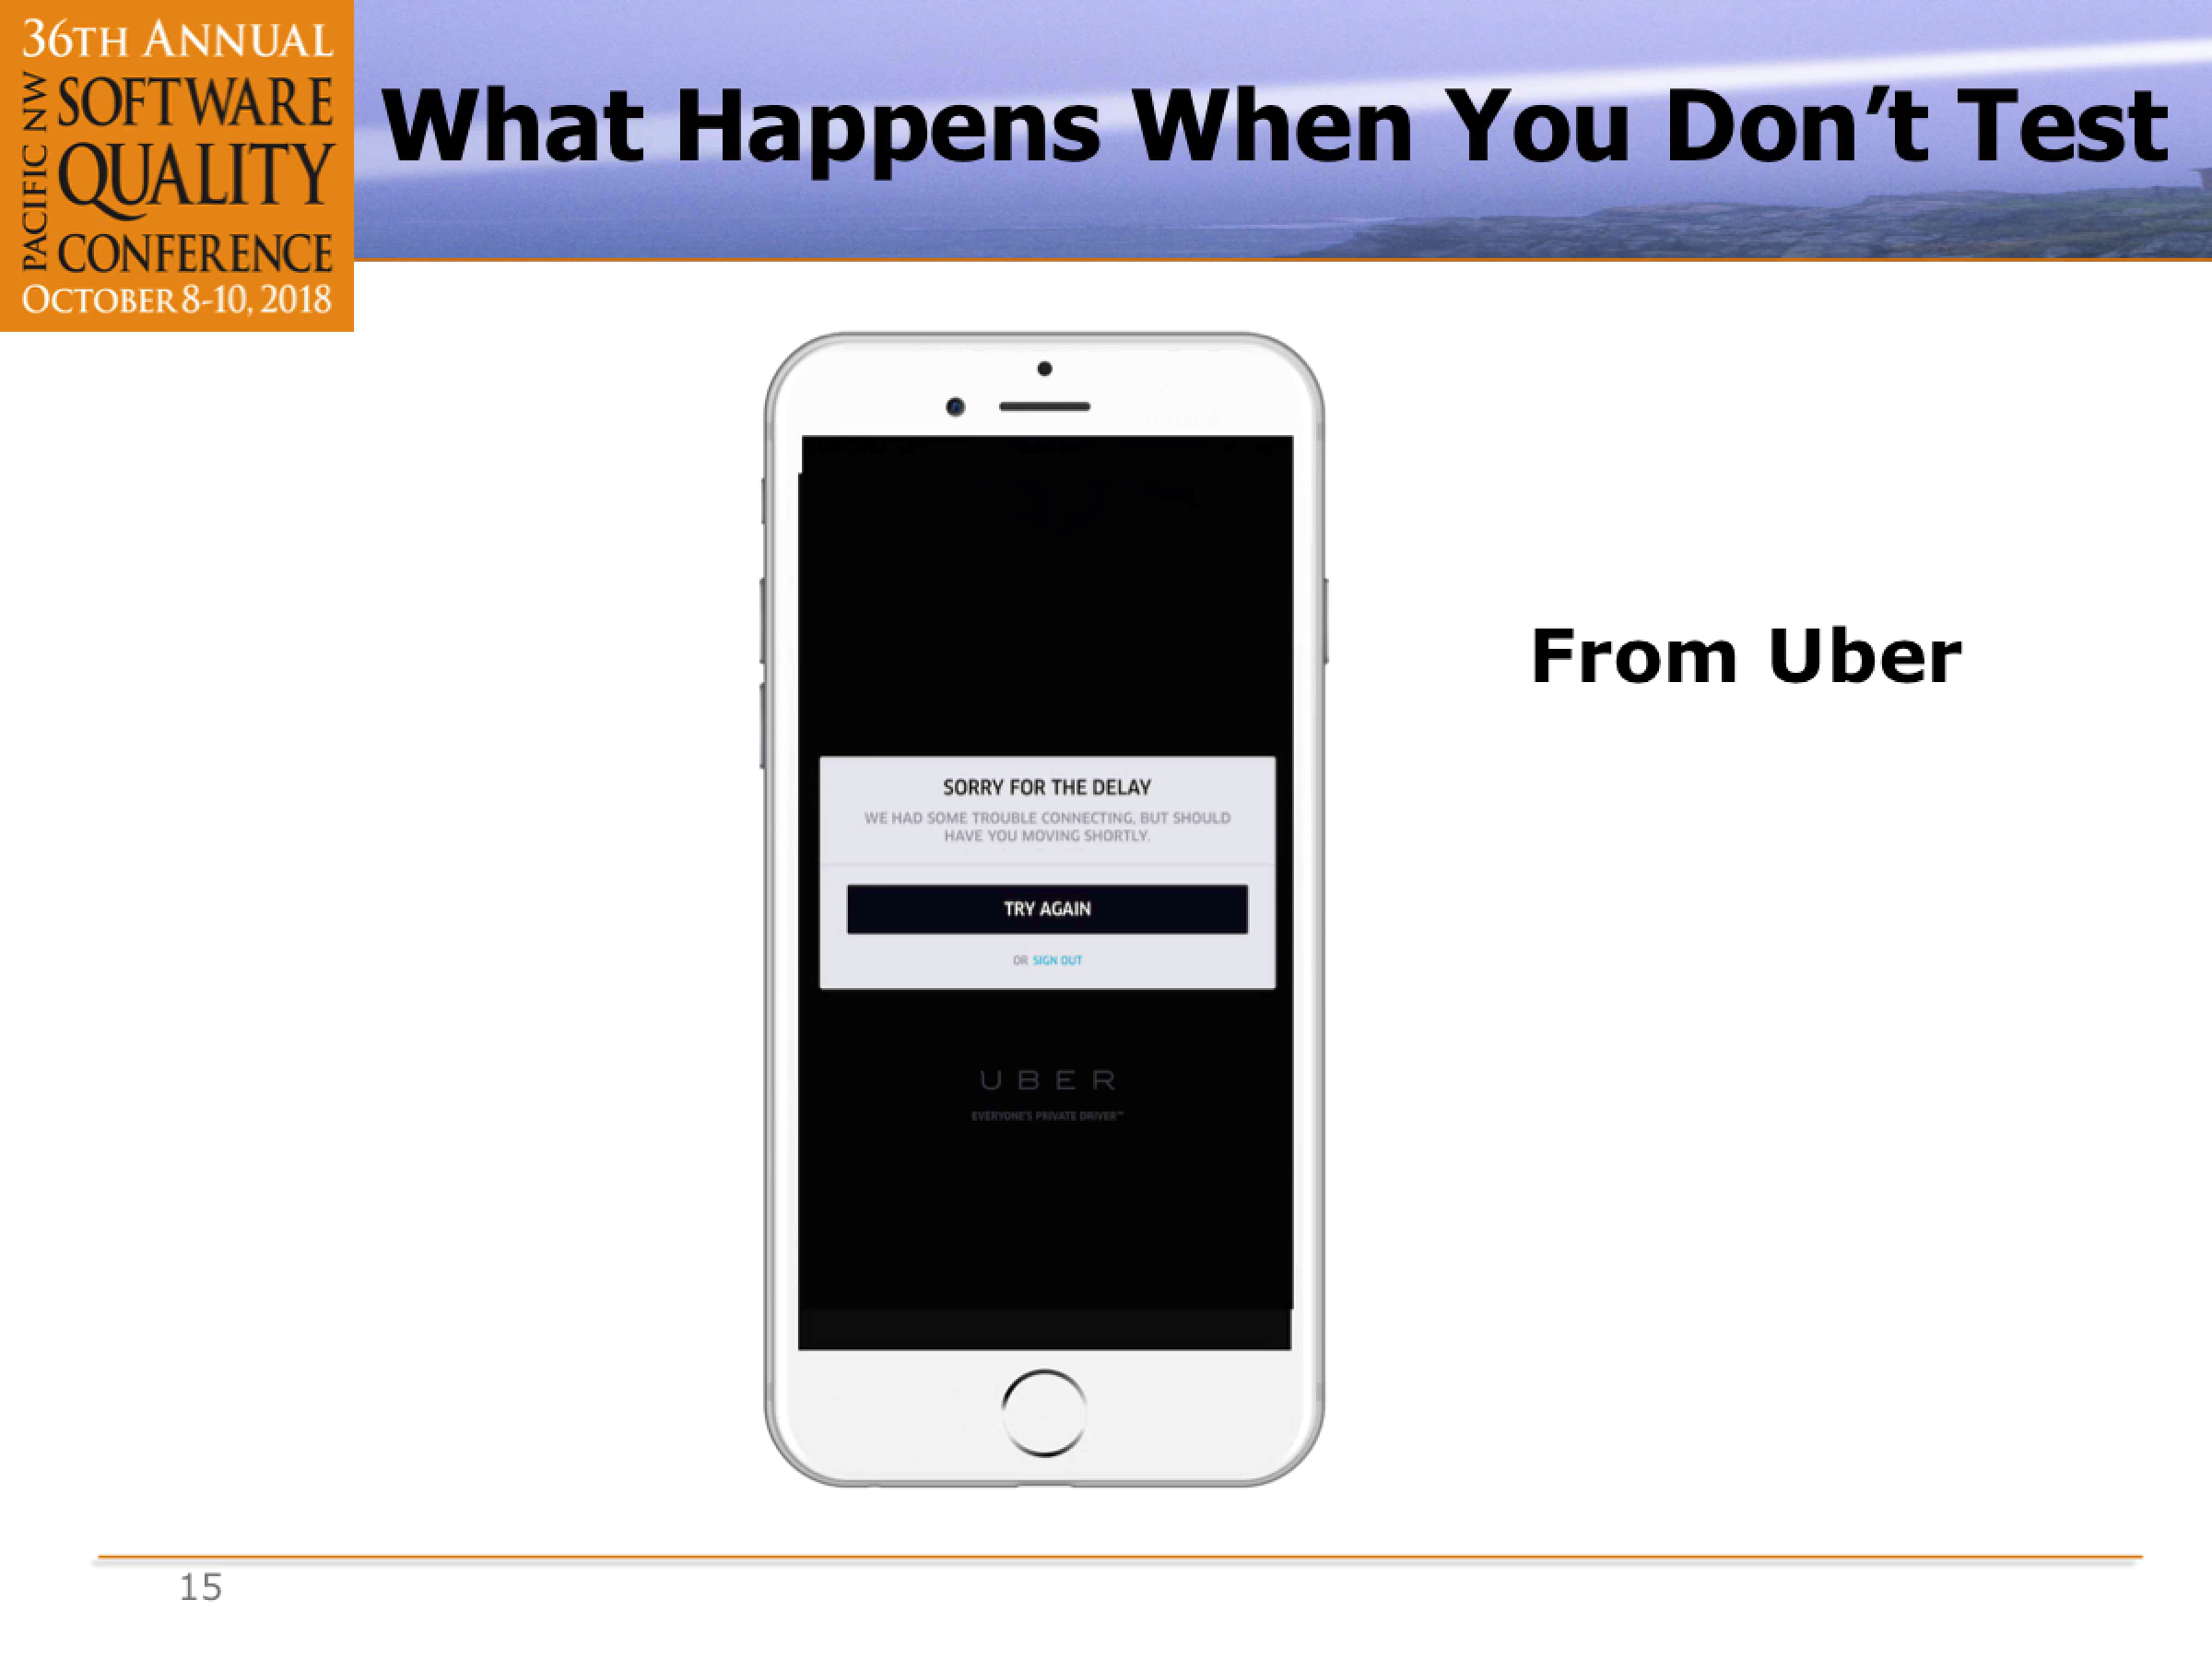 36TH ANNUAL
PACIFIC NW
SOFTWARE
QUALITY
CONFERENCE
OCTOBER 8-10, 2018
What Happens When You Don’t Test
From Uber
SORRY FOR THE DELAY
WE HAD SOME TROUBLE CONNECTING, BUT SHOULD
HAVE YOU MOVING SHORTLY.
TRY AGAIN
OR SIGN OUT
UBER
EVERYONE'S PRIVATE DRIVER™
15